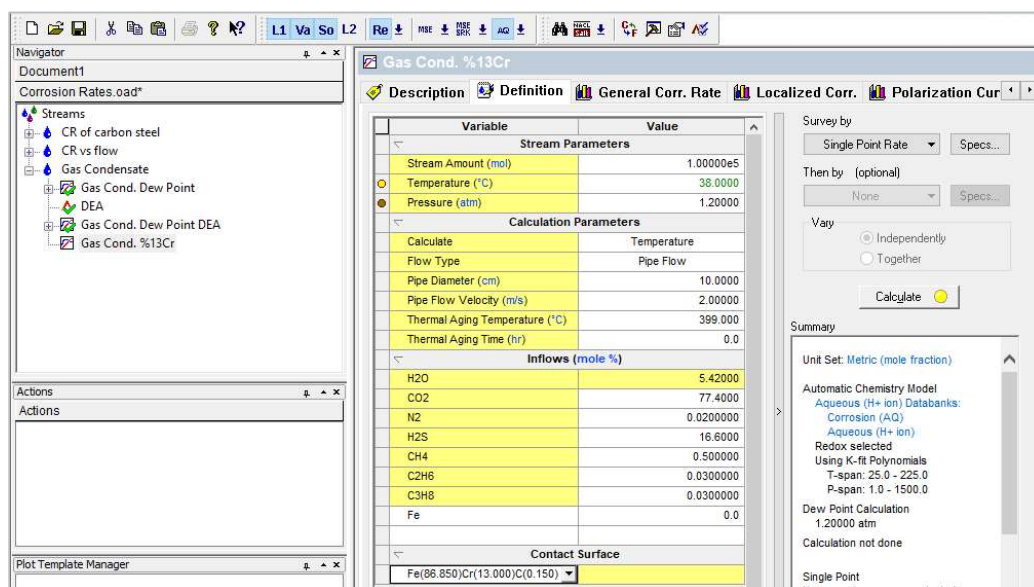 L1 Va So L2 Re MSE MSE SRK AQ
Navigator
Document1
Corrosion Rates.oad*
Streams
CR of carbon steel
CR vs flow
Gas Condensate
Gas Cond. Dew Point
DEA
Gas Cond. Dew Point DEA
Gas Cond. %13Cr
Actions
Actions
Plot Template Manager
Gas Cond. %13Cr
Description Definition General Corr. Rate Localized Corr. Polarization Cur
Variable Value
Stream Parameters
Stream Amount (mol) 1.00000e5
Temperature (°C) 38.0000
Pressure (atm) 1.20000
Calculation Parameters
Calculate Temperature
Flow Type Pipe Flow
Pipe Diameter (cm) 10.0000
Pipe Flow Velocity (m/s) 2.00000
Thermal Aging Temperature (°C) 399.000
Thermal Aging Time (hr) 0.0
Inflows (mole %)
H2O 5.42000
CO2 77.4000
N2 0.0200000
H2S 16.6000
CH4 0.500000
C2H6 0.0300000
C3H8 0.0300000
Fe 0.0
Contact Surface
Fe(86.850)Cr(13.000)C(0.150)
Survey by
Single Point Rate Specs...
Then by (optional)
None Specs...
Vary
Independently
Together
Calculate
Summary
Unit Set: Metric (mole fraction)
Automatic Chemistry Model
Aqueous (H+ ion) Databanks:
Corrosion (AQ)
Aqueous (H+ ion)
Redox selected
Using K-fit Polynomials
T-span: 25.0 - 225.0
P-span: 1.0 - 1500.0
Dew Point Calculation
1.20000 atm
Calculation not done
Single Point